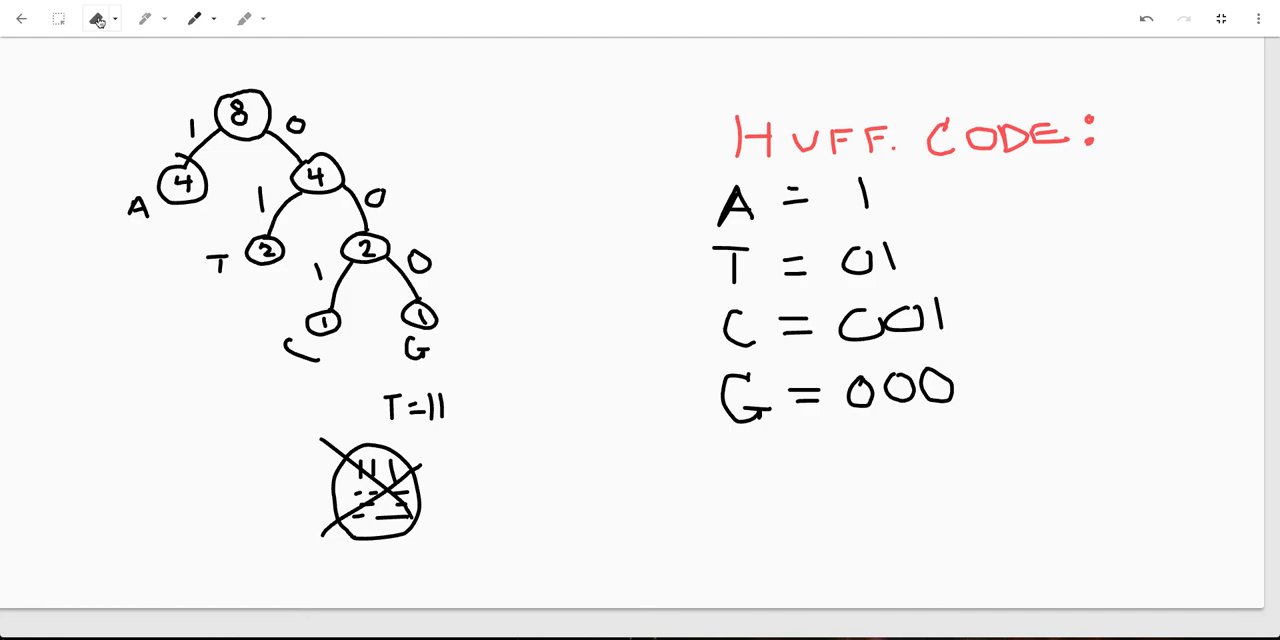 8
1 0
4 4
A
1 0
T 2 2
1 0
1 1
C G
T=11
111
HUFF. CODE:
A = 1
T = 01
C = 001
G = 000